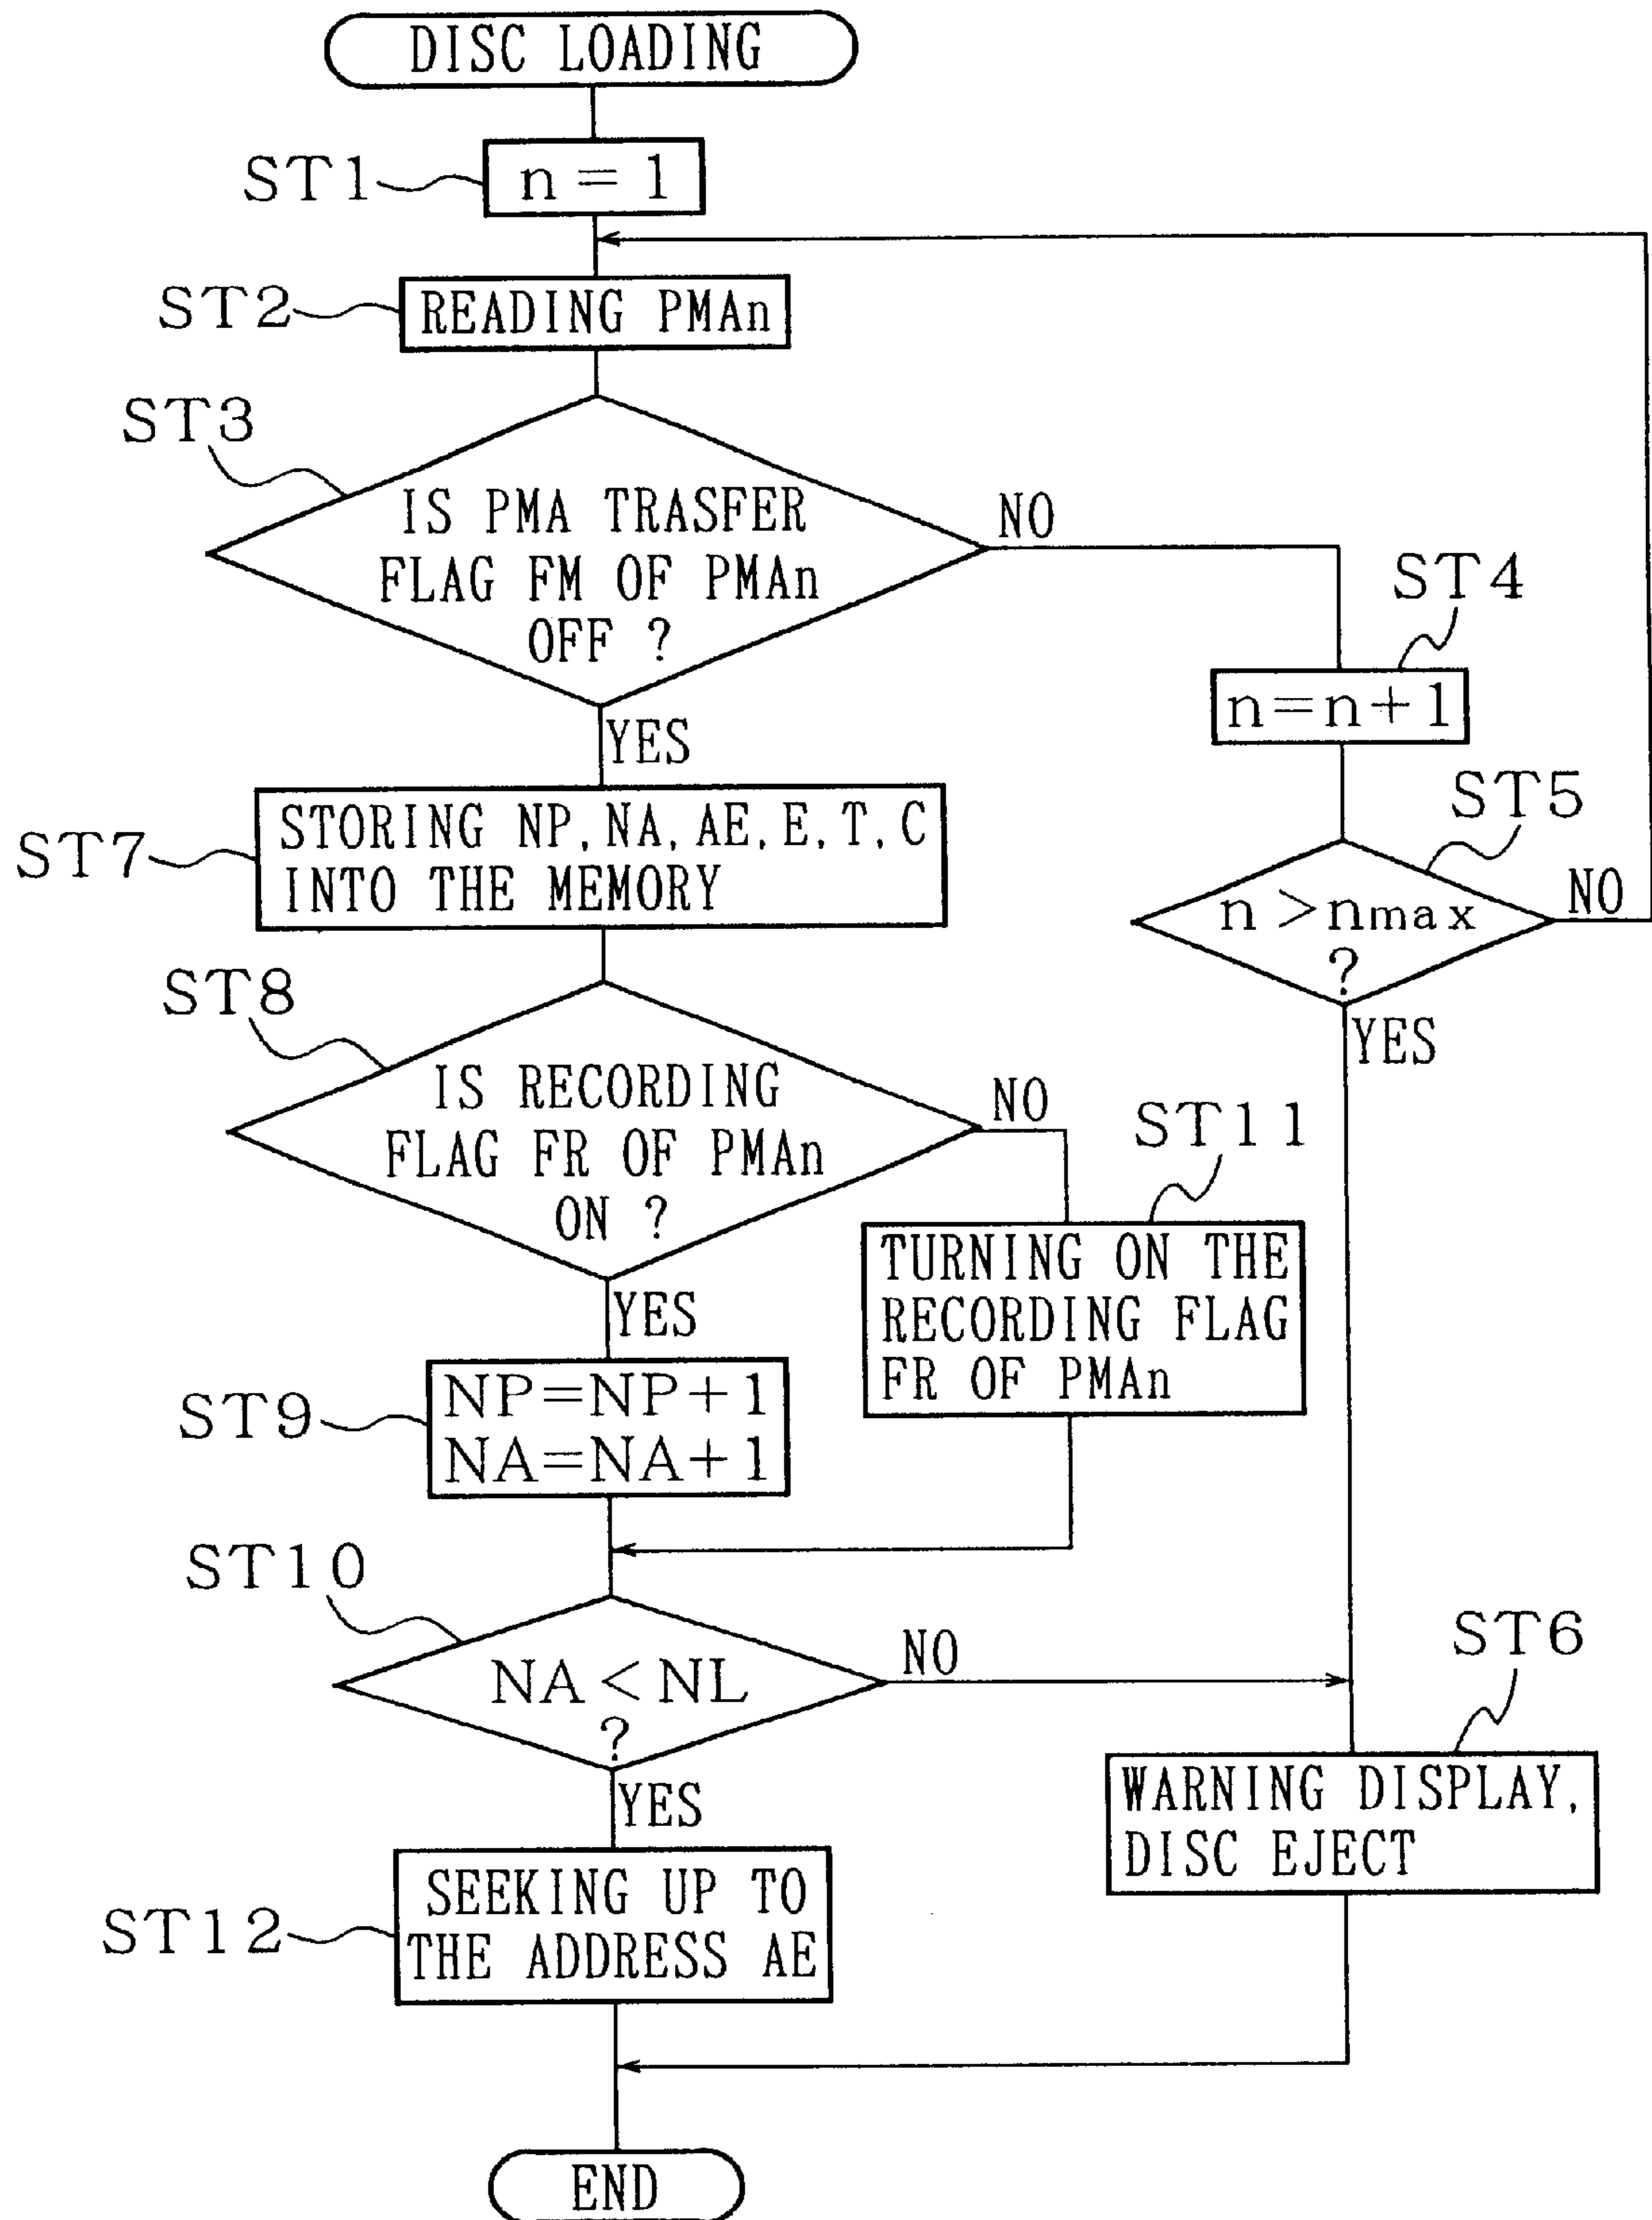 DISC LOADING
ST1
n = 1
ST2
READING PMAn
ST3
IS PMA TRASFER
FLAG FM OF PMAn
OFF ?
NO
YES
ST4
n=n+1
ST5
n >nmax
?
NO
YES
ST7
STORING NP, NA, AE, E, T, C
INTO THE MEMORY
ST8
IS RECORDING
FLAG FR OF PMAn
ON ?
NO
YES
ST11
TURNING ON THE
RECORDING FLAG
FR OF PMAn
ST9
NP=NP+1
NA=NA+1
ST10
NA < NL
?
NO
YES
ST6
WARNING DISPLAY,
DISC EJECT
ST12
SEEKING UP TO
THE ADDRESS AE
END